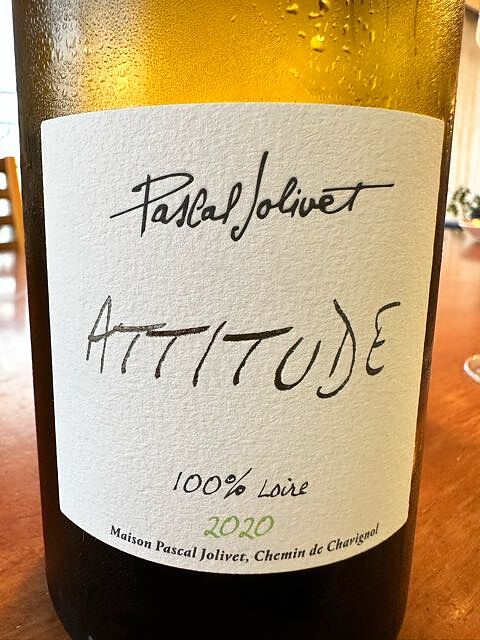 Pascal Jolivet
ATTITUDE
100% Loire
2020
Maison Pascal Jolivet, Chemin de Chavignol